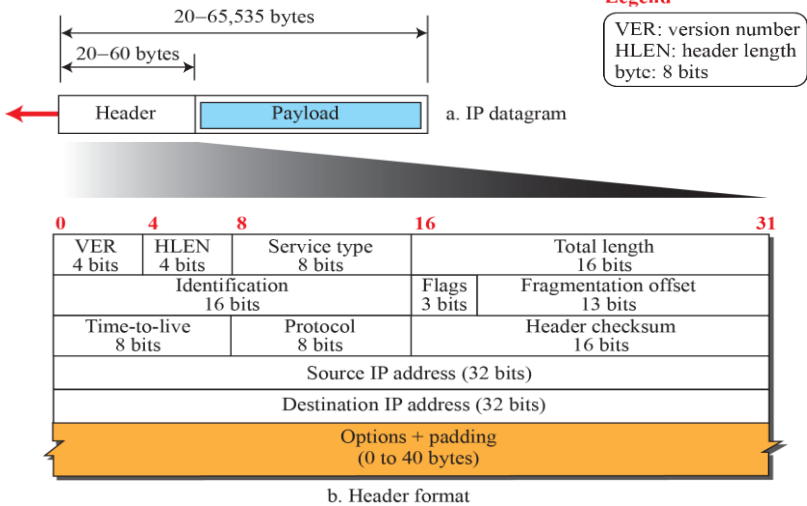 20–65,535 bytes
Legend
20–60 bytes
VER: version number
HLEN: header length
byte: 8 bits
Header
Payload
a. IP datagram
0
4
8
16
31
VER
4 bits
HLEN
4 bits
Service type
8 bits
Total length
16 bits
Identification
16 bits
Flags
3 bits
Fragmentation offset
13 bits
Time-to-live
8 bits
Protocol
8 bits
Header checksum
16 bits
Source IP address (32 bits)
Destination IP address (32 bits)
Options + padding
(0 to 40 bytes)
b. Header format